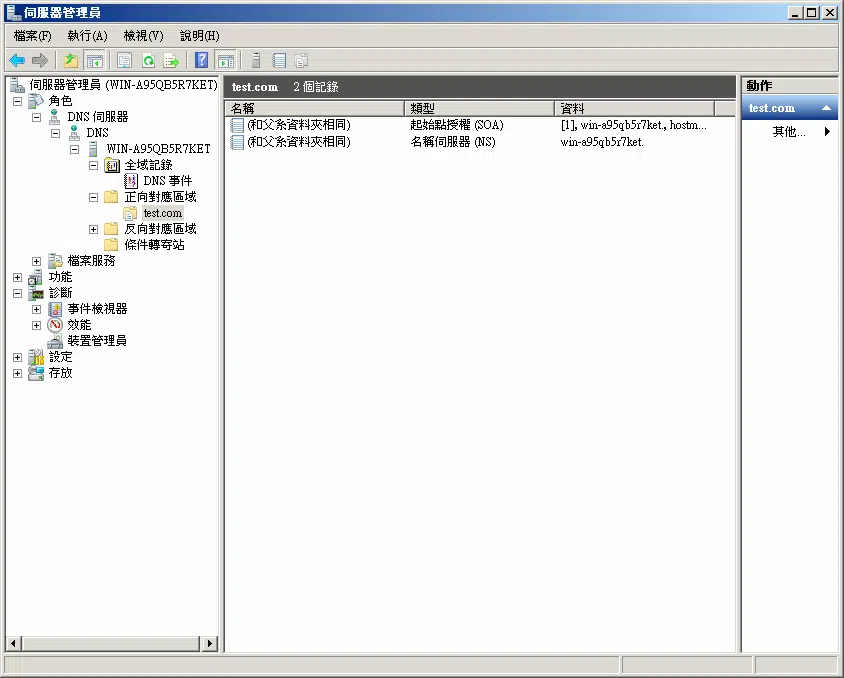 伺服器管理員
檔案(F) 執行(A) 檢視(V) 說明(H)
伺服器管理員 (WIN-A95QB5R7KET)
角色
DNS 伺服器
DNS
WIN-A95QB5R7KET
全域記錄
DNS 事件
正向對應區域
test.com
反向對應區域
條件轉寄站
檔案服務
功能
診斷
事件檢視器
效能
裝置管理員
設定
存放
test.com 2 個記錄
名稱 類型 資料
(和父系資料夾相同) 起始點授權 (SOA) [1], win-a95qb5r7ket., hostm...
(和父系資料夾相同) 名稱伺服器 (NS) win-a95qb5r7ket.
動作
test.com
其他...